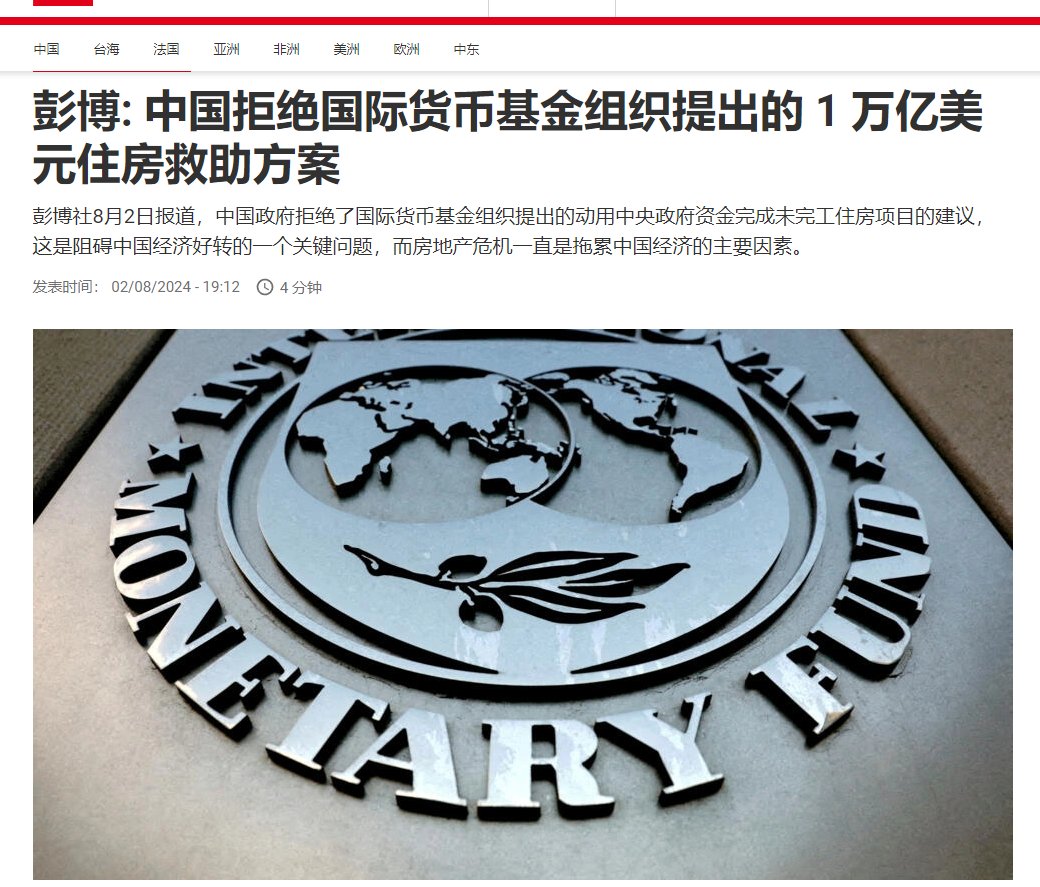 中国 台海 法国 亚洲 非洲 美洲 欧洲 中东
彭博: 中国拒绝国际货币基金组织提出的 1 万亿美
元住房救助方案
彭博社8月2日报道，中国政府拒绝了国际货币基金组织提出的动用中央政府资金完成未完工住房项目的建议，
这是阻碍中国经济好转的一个关键问题，而房地产危机一直是拖累中国经济的主要因素。
发表时间： 02/08/2024 - 19:12 4 分钟
MONETARY FUND